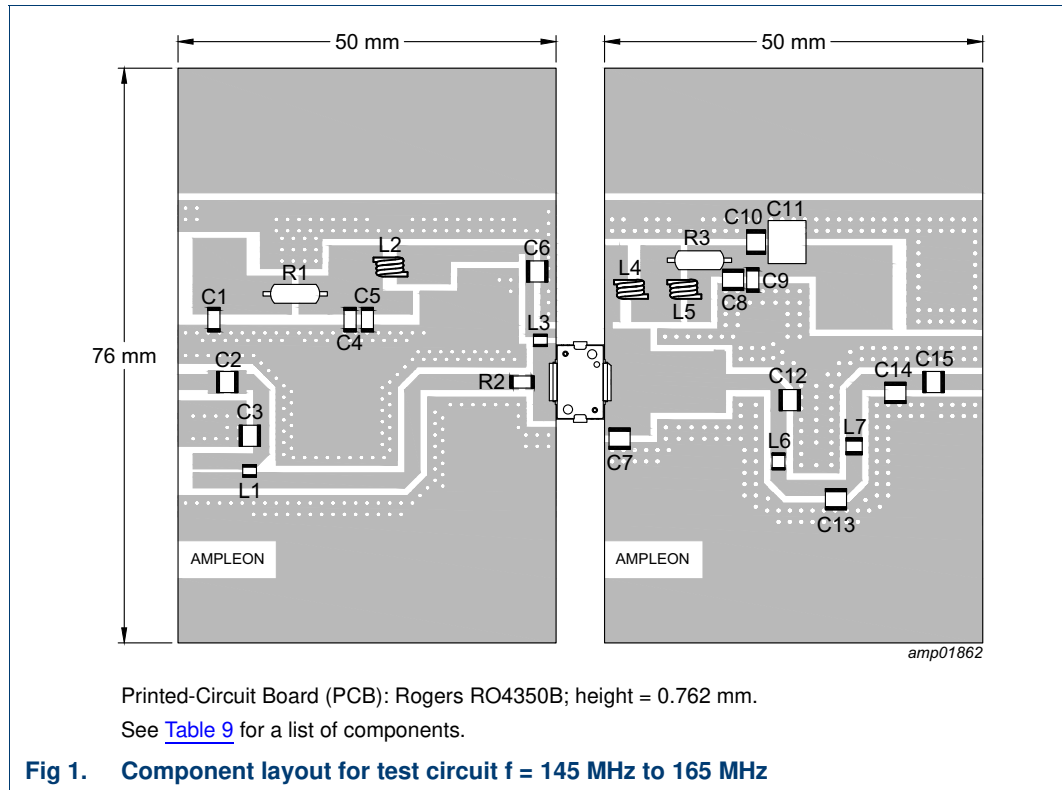 50 mm
50 mm
76 mm
C10
C11
L2
C6
R3
L4
R1
C8
C9
C1
C5
L5
C4
L3
C2
R2
C12
C14
C15
C3
C7
L6
L7
L1
C13
AMPLEON
AMPLEON
amp01862
Printed-Circuit Board (PCB): Rogers RO4350B; height = 0.762 mm.
See Table 9 for a list of components.
Fig 1. Component layout for test circuit f = 145 MHz to 165 MHz